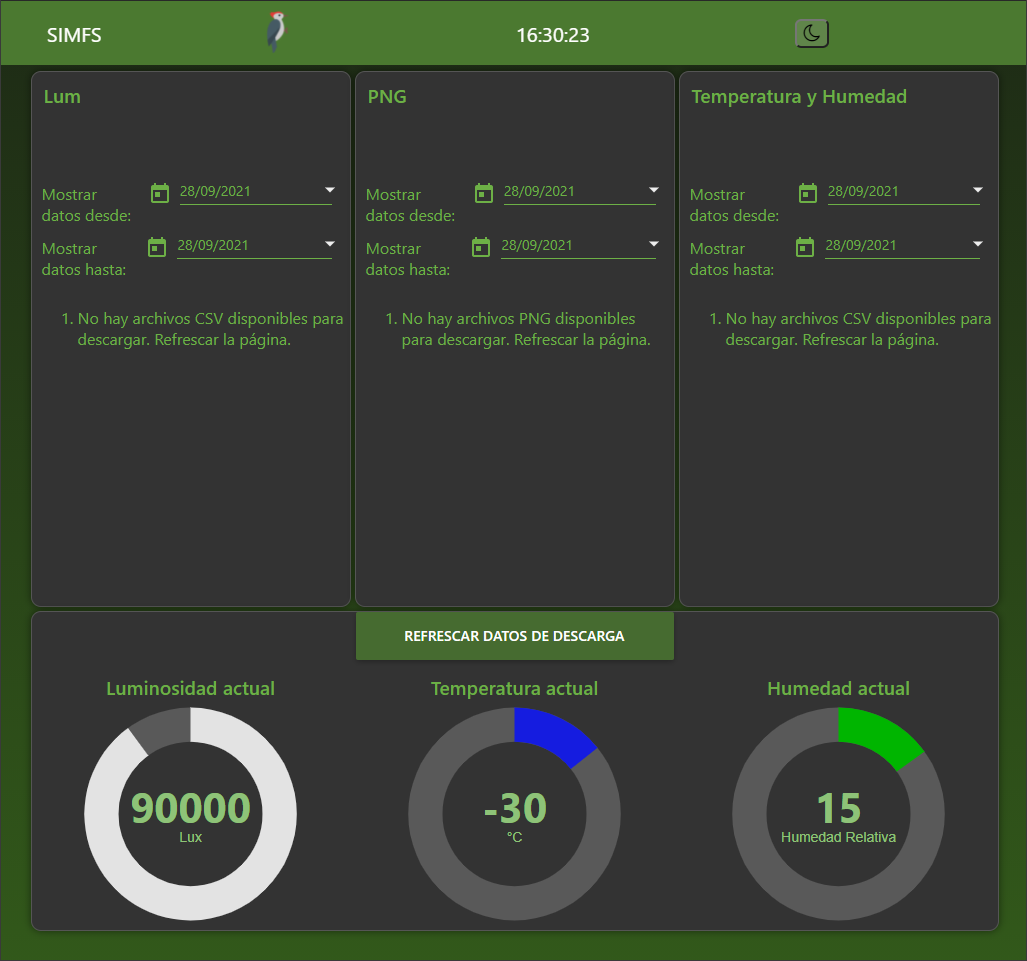 SIMFS
16:30:23
Lum
Mostrar
datos desde:
28/09/2021
Mostrar
datos hasta:
28/09/2021
1. No hay archivos CSV disponibles para
descargar. Refrescar la página.
PNG
Mostrar
datos desde:
28/09/2021
Mostrar
datos hasta:
28/09/2021
1. No hay archivos PNG disponibles
para descargar. Refrescar la página.
Temperatura y Humedad
Mostrar
datos desde:
28/09/2021
Mostrar
datos hasta:
28/09/2021
1. No hay archivos CSV disponibles para
descargar. Refrescar la página.
REFRESCAR DATOS DE DESCARGA
Luminosidad actual
90000
Lux
Temperatura actual
-30
°C
Humedad actual
15
Humedad Relativa